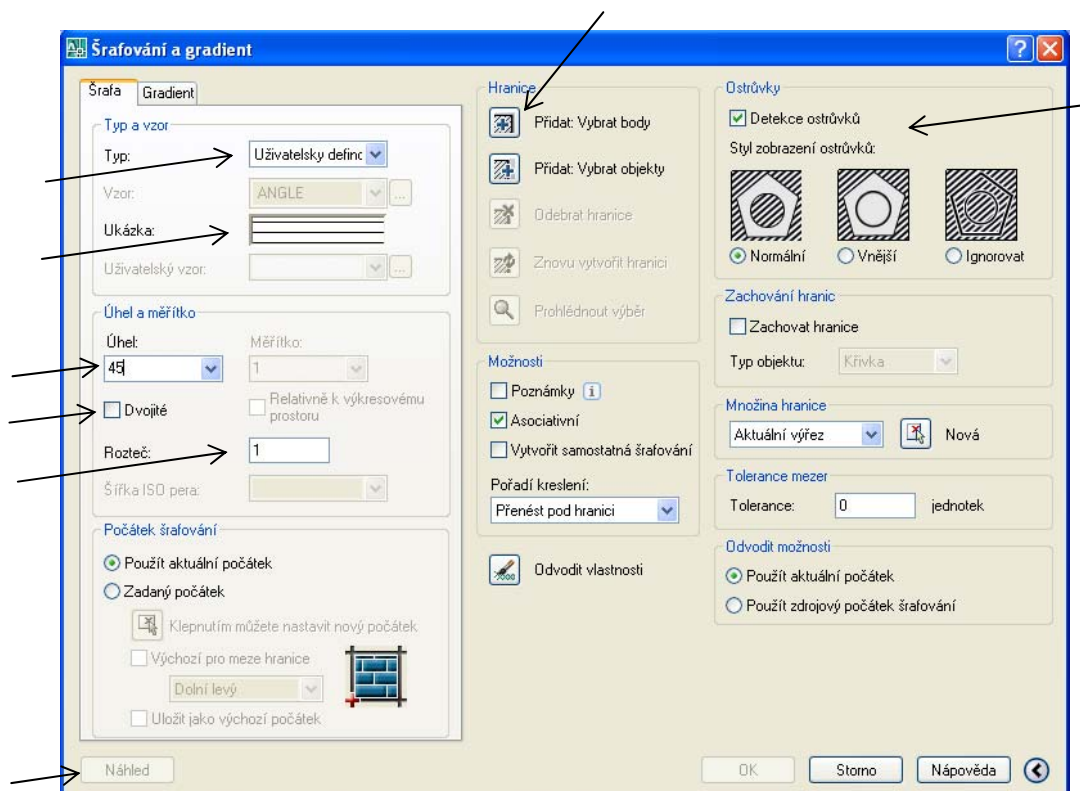 Šrafování a gradient
Šrafa
Gradient
Typ a vzor
Typ:
Uživatelsky definc
Vzor:
ANGLE
...
Ukázka:
Uživatelský vzor:
...
Úhel a měřítko
Úhel:
Měřítko:
45
1
Dvojité
Relativně k výkresovému
prostoru
Rozteč:
1
Šířka ISO pera:
Počátek šrafování
Použít aktuální počátek
Zadaný počátek
Klepnutím můžete nastavit nový počátek
Výchozí pro meze hranice
Dolní levý
Uložit jako výchozí počátek
Náhled
Hranice
Přidat: Vybrat body
Přidat: Vybrat objekty
Odebrat hranice
Znovu vytvořit hranici
Prohlédnout výběr
Možnosti
Poznámky
Asociativní
Vytvořit samostatná šrafování
Pořadí kreslení:
Přenést pod hranici
Odvodit vlastnosti
Ostrůvky
Detekce ostrůvků
Styl zobrazení ostrůvků:
Normální
Vnější
Ignorovat
Zachování hranic
Zachovat hranice
Typ objektu:
Křivka
Množina hranice
Aktuální výřez
Nová
Tolerance mezer
Tolerance:
0
jednotek
Odvodit možnosti
Použít aktuální počátek
Použít zdrojový počátek šrafování
OK
Storno
Nápověda